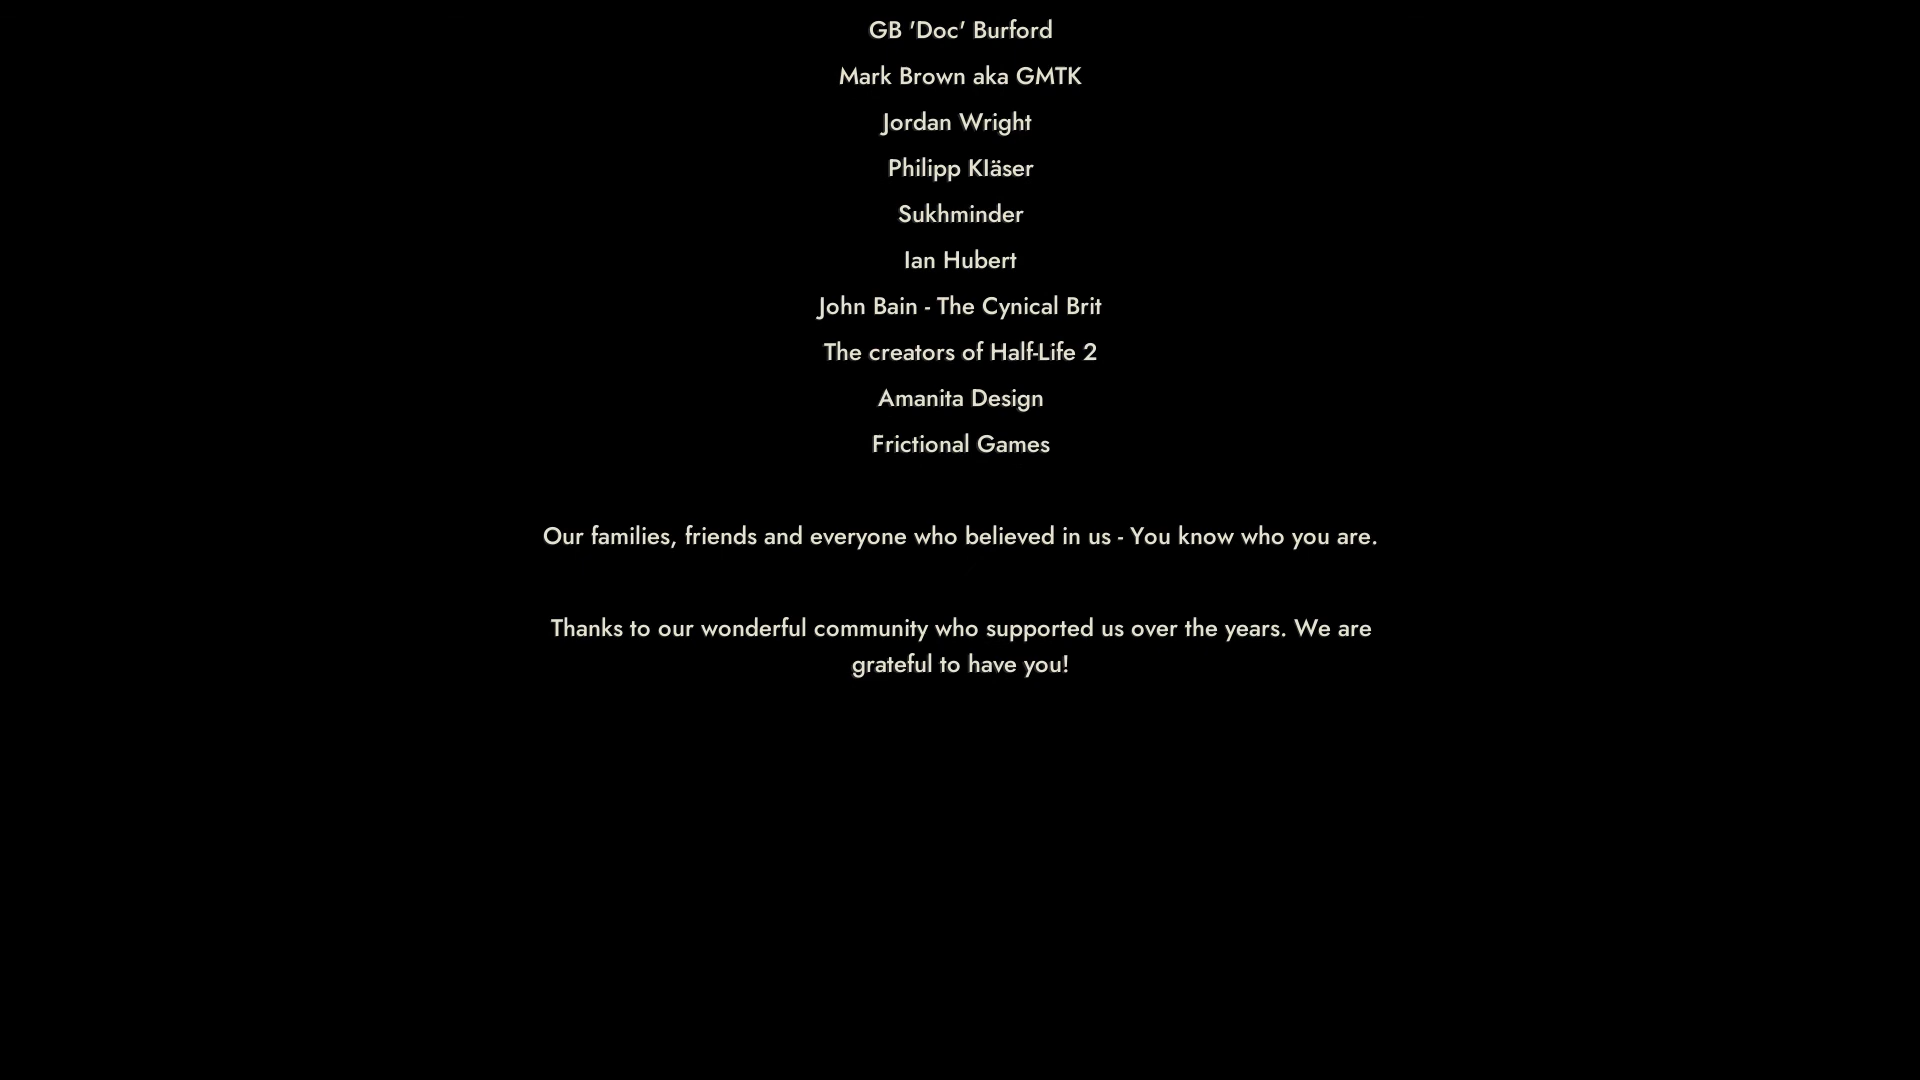 GB 'Doc' Burford
Mark Brown aka GMTK
Jordan Wright
Philipp Kläser
Sukhminder
Ian Hubert
John Bain - The Cynical Brit
The creators of Half-Life 2
Amanita Design
Frictional Games
Our families, friends and everyone who believed in us - You know who you are.
Thanks to our wonderful community who supported us over the years. We are
grateful to have you!